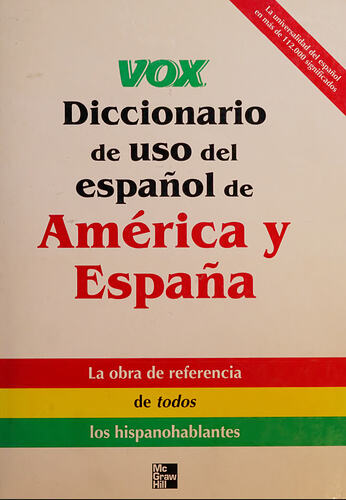 La universalidad del español
en más de 112.000 significados
VOX
Diccionario
de uso del
español de
América y
España
La obra de referencia
de todos
los hispanohablantes
Mc
Graw
Hill